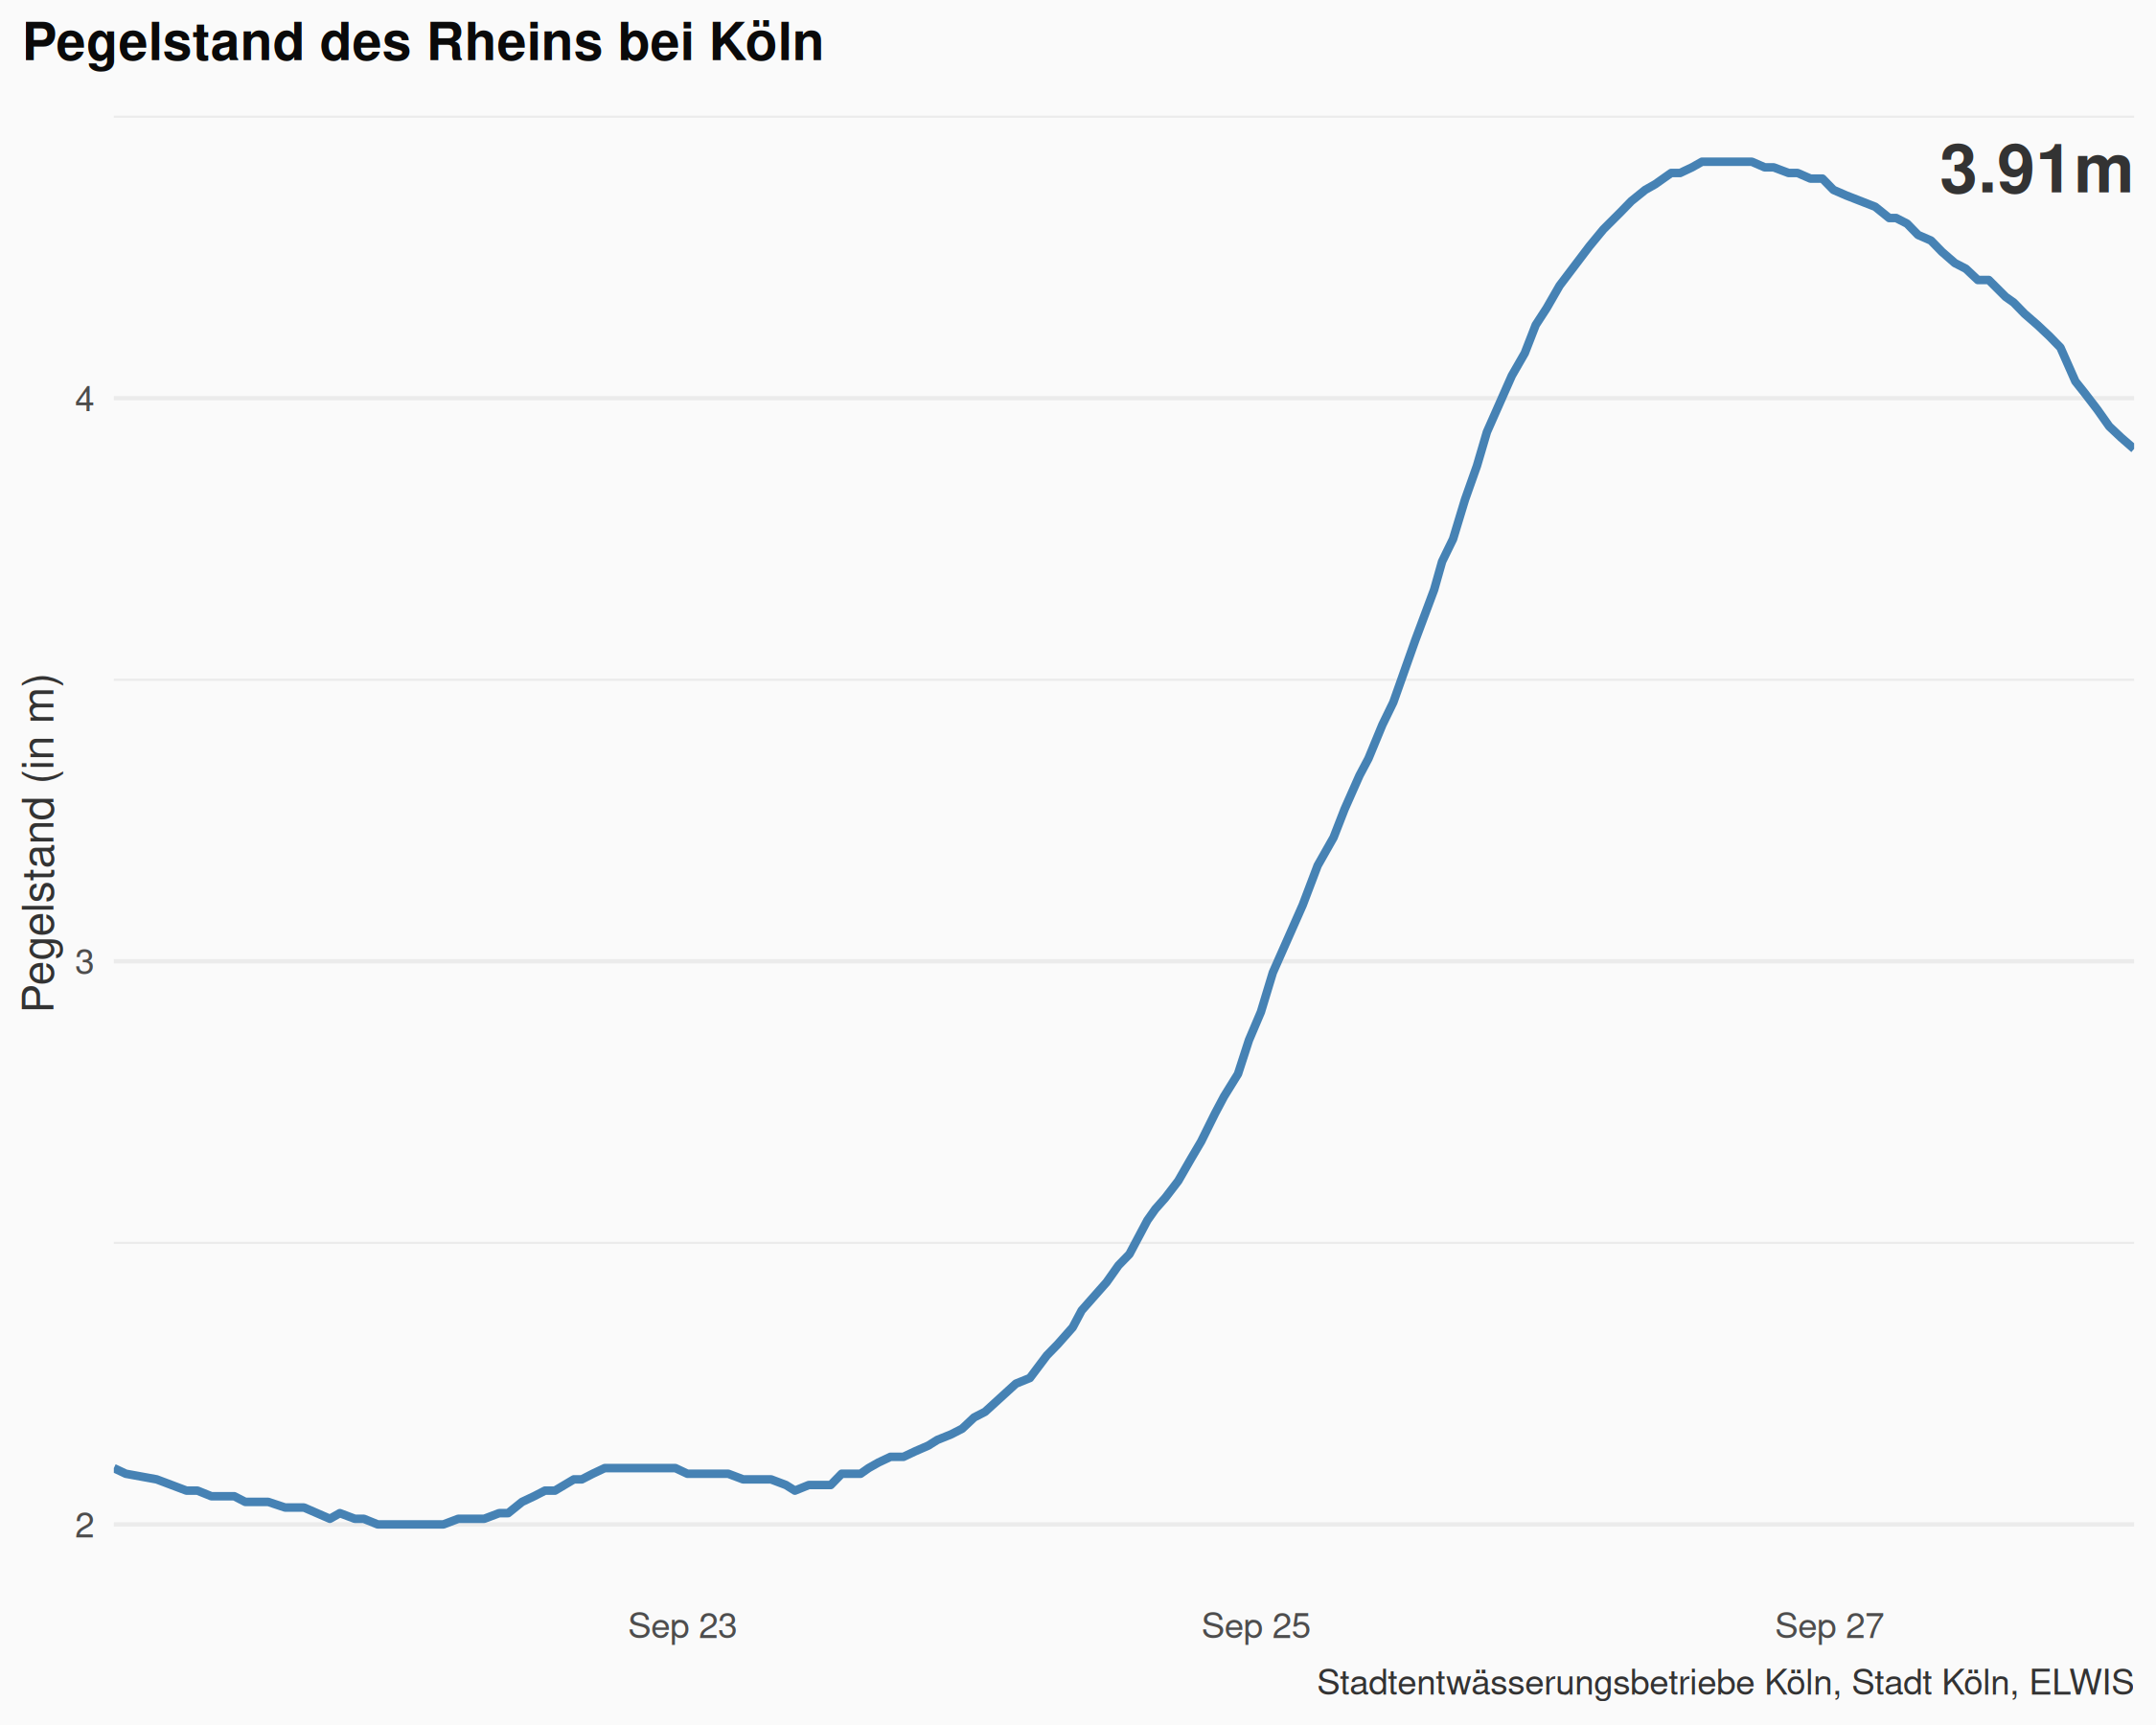 Pegelstand des Rheins bei Köln
3.91m
Pegelstand (in m)
4
3
2
Sep 23
Sep 25
Sep 27
Stadtentwässerungsbetriebe Köln, Stadt Köln, ELWIS